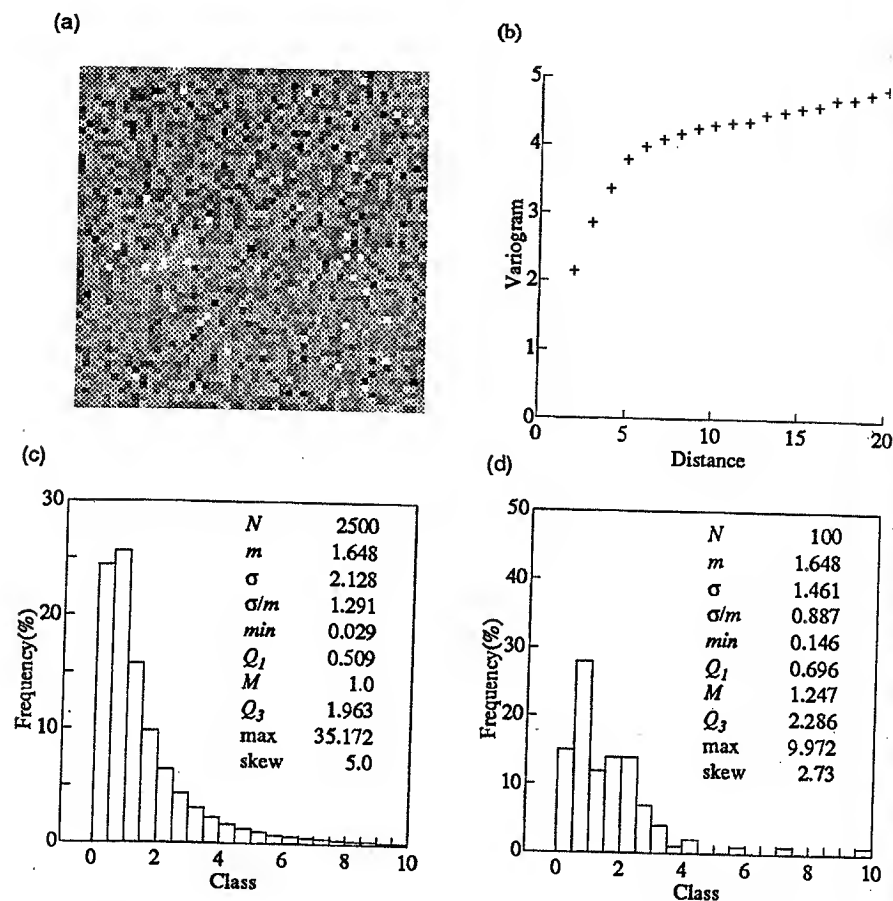 (a)
(b)
5
4
3
2
1
0
Variogram
0 5 10 15 20
Distance
(c)
30
20
10
0
Frequency(%)
N 2500
m 1.648
σ 2.128
σ/m 1.291
min 0.029
Q1 0.509
M 1.0
Q3 1.963
max 35.172
skew 5.0
0 2 4 6 8 10
Class
(d)
50
40
30
20
10
0
Frequency(%)
N 100
m 1.648
σ 1.461
σ/m 0.887
min 0.146
Q1 0.696
M 1.247
Q3 2.286
max 9.972
skew 2.73
0 2 4 6 8 10
Class